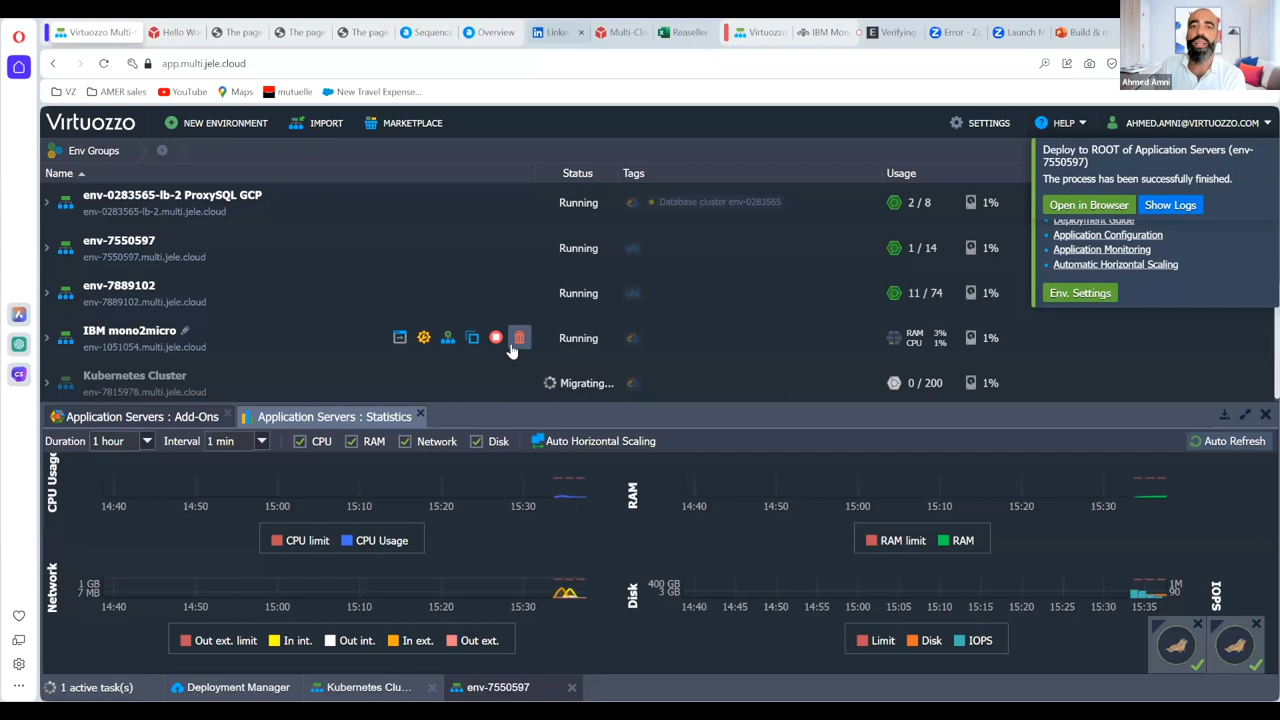 Virtuozzo Multi-C
Hello Wo
The page
The page
The page
Sequenc
Overview
Linke
Multi-Clo
Reaseller
Virtuozzo
IBM Mon
Verifying
Error - Zo
Launch M
Build & m
app.multi.jele.cloud
Ahmed Amni
VZ
AMER sales
YouTube
Maps
mutuelle
New Travel Expense...
Virtuozzo
NEW ENVIRONMENT
IMPORT
MARKETPLACE
SETTINGS
HELP
AHMED.AMNI@VIRTUOZZO.COM
Env Groups
Deploy to ROOT of Application Servers (env-
7550597)
The process has been successfully finished.
Open in Browser
Show Logs
Deployment Guide
Application Configuration
Application Monitoring
Automatic Horizontal Scaling
Env. Settings
Name
Status
Tags
Usage
env-0283565-lb-2 ProxySQL GCP
env-0283565-lb-2.multi.jele.cloud
Running
Database cluster env-0283565
2 / 8
1%
env-7550597
env-7550597.multi.jele.cloud
Running
1 / 14
1%
env-7889102
env-7889102.multi.jele.cloud
Running
11 / 74
1%
IBM mono2micro
env-1051054.multi.jele.cloud
Running
RAM 3%
CPU 1%
1%
Kubernetes Cluster
env-7815978.multi.jele.cloud
Migrating...
0 / 200
1%
Application Servers : Add-Ons
Application Servers : Statistics
Duration
1 hour
Interval
1 min
CPU
RAM
Network
Disk
Auto Horizontal Scaling
Auto Refresh
CPU Usage
14:40 14:50 15:00 15:10 15:20 15:30
CPU limit
CPU Usage
RAM
14:40 14:50 15:00 15:10 15:20 15:30
RAM limit
RAM
Network
1 GB
7 MB
14:40 14:50 15:00 15:10 15:20 15:30
Out ext. limit
In int.
Out int.
In ext.
Out ext.
Disk
400 GB
3 GB
1M
90
IOPS
14:40 14:45 14:50 14:55 15:00 15:05 15:10 15:15 15:20 15:25 15:30 15:35
Limit
Disk
IOPS
1 active task(s)
Deployment Manager
Kubernetes Clu...
env-7550597